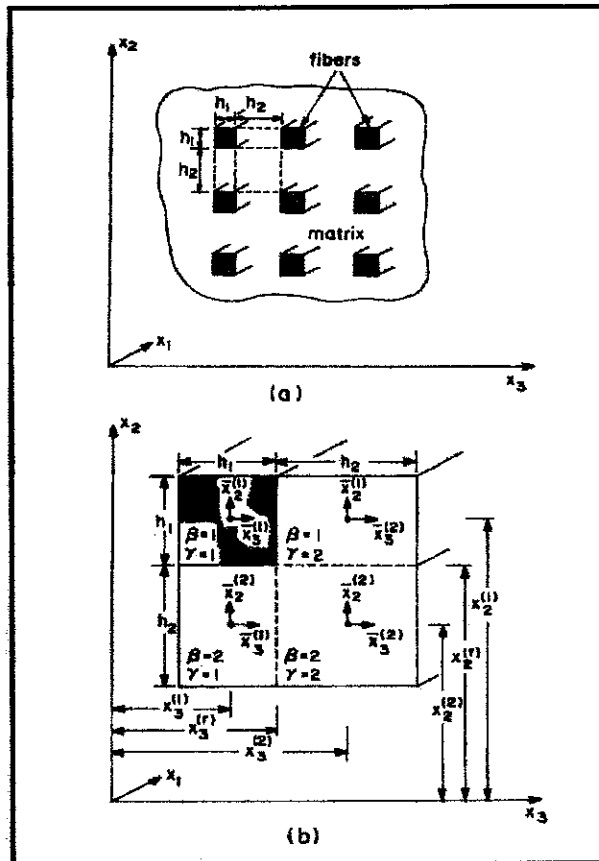 x₂
fibers
h₁ h₂
h₁
h₂
matrix
x₁
x₃
(a)
x₂
h₁ h₂
h₁
x̄₂⁽¹⁾ x̄₂⁽¹⁾
x̄₃⁽¹⁾ x̄₃⁽²⁾
β=1 β=1
γ=1 γ=2
h₂
x̄₂⁽²⁾ x̄₂⁽²⁾
x̄₃⁽¹⁾ x̄₃⁽²⁾
β=2 β=2
γ=1 γ=2
x₂⁽¹⁾
x₂⁽ᴵ⁾
x₂⁽²⁾
x₃⁽¹⁾
x₃⁽ᴵ⁾
x₃⁽²⁾
x₁
x₃
(b)